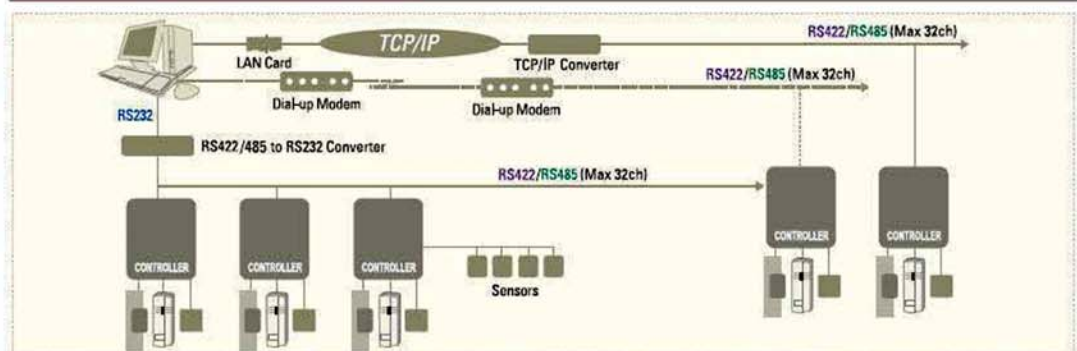 RS422/RS485 (Max 32ch)
TCP/IP
LAN Card
TCP/IP Converter
RS422/RS485 (Max 32ch)
Dial-up Modem
Dial-up Modem
RS232
RS422/485 to RS232 Converter
RS422/RS485 (Max 32ch)
CONTROLLER
CONTROLLER
CONTROLLER
CONTROLLER
CONTROLLER
Sensors